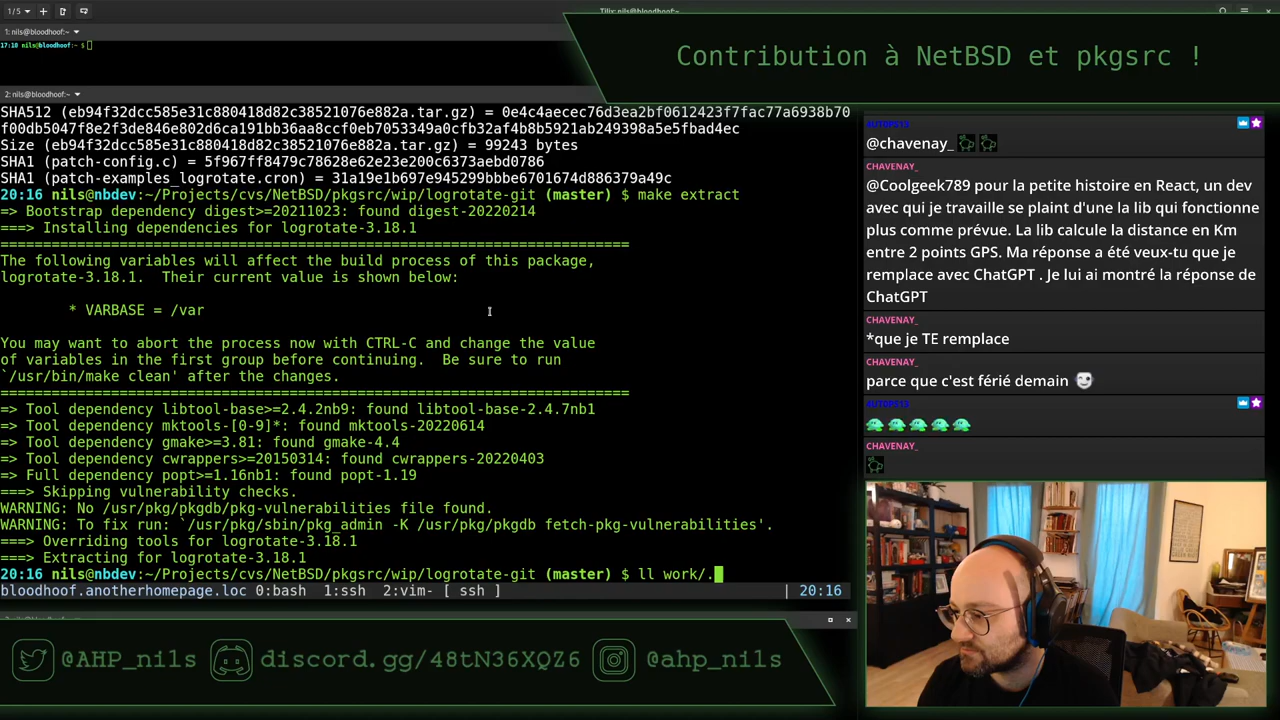 1/5
Tilix: nils@bloodhoof:~
1: nils@bloodhoof:~
17:10 nils@bloodhoof:~ $
Contribution à NetBSD et pkgsrc !
2: nils@bloodhoof:~
SHA512 (eb94f32dcc585e31c880418d82c38521076e882a.tar.gz) = 0e4c4aecec76d3ea2bf0612423f7fac77a6938b70
f00db5047f8e2f3de846e802d6ca191bb36aa8ccf0eb7053349a0cfb32af4b8b5921ab249398a5e5fbad4ec
Size (eb94f32dcc585e31c880418d82c38521076e882a.tar.gz) = 99243 bytes
SHA1 (patch-config.c) = 5f967ff8479c78628e62e23e200c6373aebd0786
SHA1 (patch-examples_logrotate.cron) = 31a19e1b697e945299bbbe6701674d886379a49c
20:16 nils@nbdev:~/Projects/cvs/NetBSD/pkgsrc/wip/logrotate-git (master) $ make extract
=> Bootstrap dependency digest>=20211023: found digest-20220214
===> Installing dependencies for logrotate-3.18.1
==========================================================================
The following variables will affect the build process of this package,
logrotate-3.18.1.  Their current value is shown below:
* VARBASE = /var
You may want to abort the process now with CTRL-C and change the value
of variables in the first group before continuing.  Be sure to run
`/usr/bin/make clean' after the changes.
==========================================================================
=> Tool dependency libtool-base>=2.4.2nb9: found libtool-base-2.4.7nb1
=> Tool dependency mktools-[0-9]*: found mktools-20220614
=> Tool dependency gmake>=3.81: found gmake-4.4
=> Tool dependency cwrappers>=20150314: found cwrappers-20220403
=> Full dependency popt>=1.16nb1: found popt-1.19
===> Skipping vulnerability checks.
WARNING: No /usr/pkg/pkgdb/pkg-vulnerabilities file found.
WARNING: To fix run: `/usr/pkg/sbin/pkg_admin -K /usr/pkg/pkgdb fetch-pkg-vulnerabilities'.
===> Overriding tools for logrotate-3.18.1
===> Extracting for logrotate-3.18.1
20:16 nils@nbdev:~/Projects/cvs/NetBSD/pkgsrc/wip/logrotate-git (master) $ ll work/.
bloodhoof.anotherhomepage.loc 0:bash  1:ssh  2:vim- [ ssh ] | 20:16
4UT0PS13
@chavenay_
CHAVENAY_
@Coolgeek789 pour la petite histoire en React, un dev
avec qui je travaille se plaint d'une la lib qui fonctionne
plus comme prévue. La lib calcule la distance en Km
entre 2 points GPS. Ma réponse a été veux-tu que je
remplace avec ChatGPT . Je lui ai montré la réponse de
ChatGPT
CHAVENAY_
*que je TE remplace
CHAVENAY_
parce que c'est férié demain
4UT0PS13
CHAVENAY_
@AHP_nils
discord.gg/48tN36XQZ6
@ahp_nils